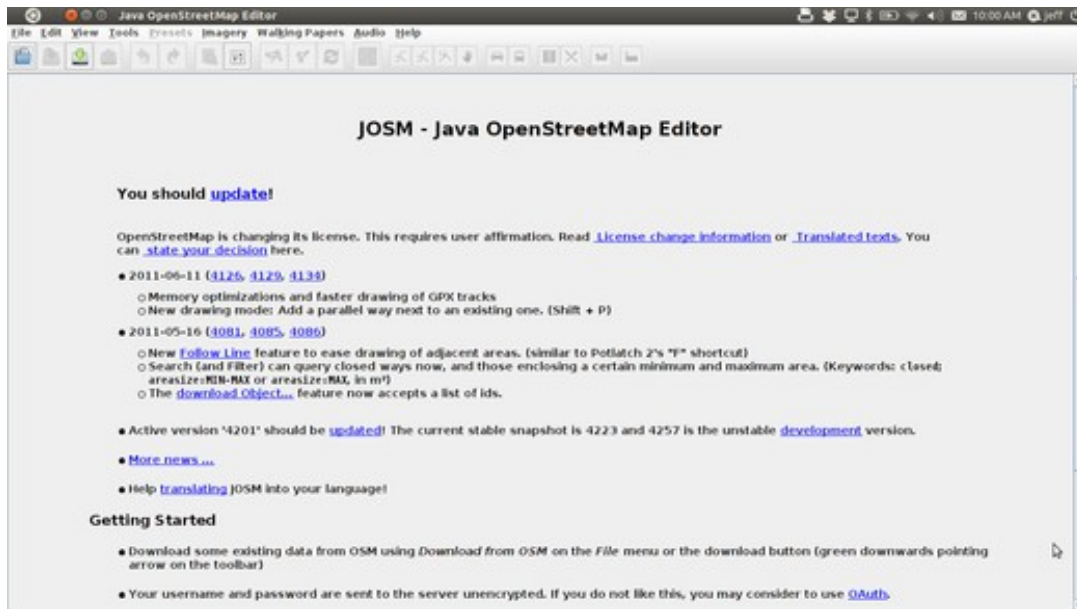 Java OpenStreetMap Editor
10:00 AM jeff
File Edit View Tools Presets Imagery Walking Papers Audio Help
JOSM - Java OpenStreetMap Editor
You should update!
OpenStreetMap is changing its license. This requires user affirmation. Read License change information or Translated texts. You
can state your decision here.
2011-06-11 (4126, 4129, 4134)
Memory optimizations and faster drawing of GPX tracks
New drawing mode: Add a parallel way next to an existing one. (Shift + P)
2011-05-16 (4081, 4085, 4086)
New Follow Line feature to ease drawing of adjacent areas. (similar to Potlatch 2's "F" shortcut)
Search (and Filter) can query closed ways now, and those enclosing a certain minimum and maximum area. (Keywords: closed;
areasize:MIN-MAX or areasize:MAX, in m²)
The download Object... feature now accepts a list of ids.
Active version '4201' should be updated! The current stable snapshot is 4223 and 4257 is the unstable development version.
More news ...
Help translating JOSM into your language!
Getting Started
Download some existing data from OSM using Download from OSM on the File menu or the download button (green downwards pointing
arrow on the toolbar)
Your username and password are sent to the server unencrypted. If you do not like this, you may consider to use OAuth.